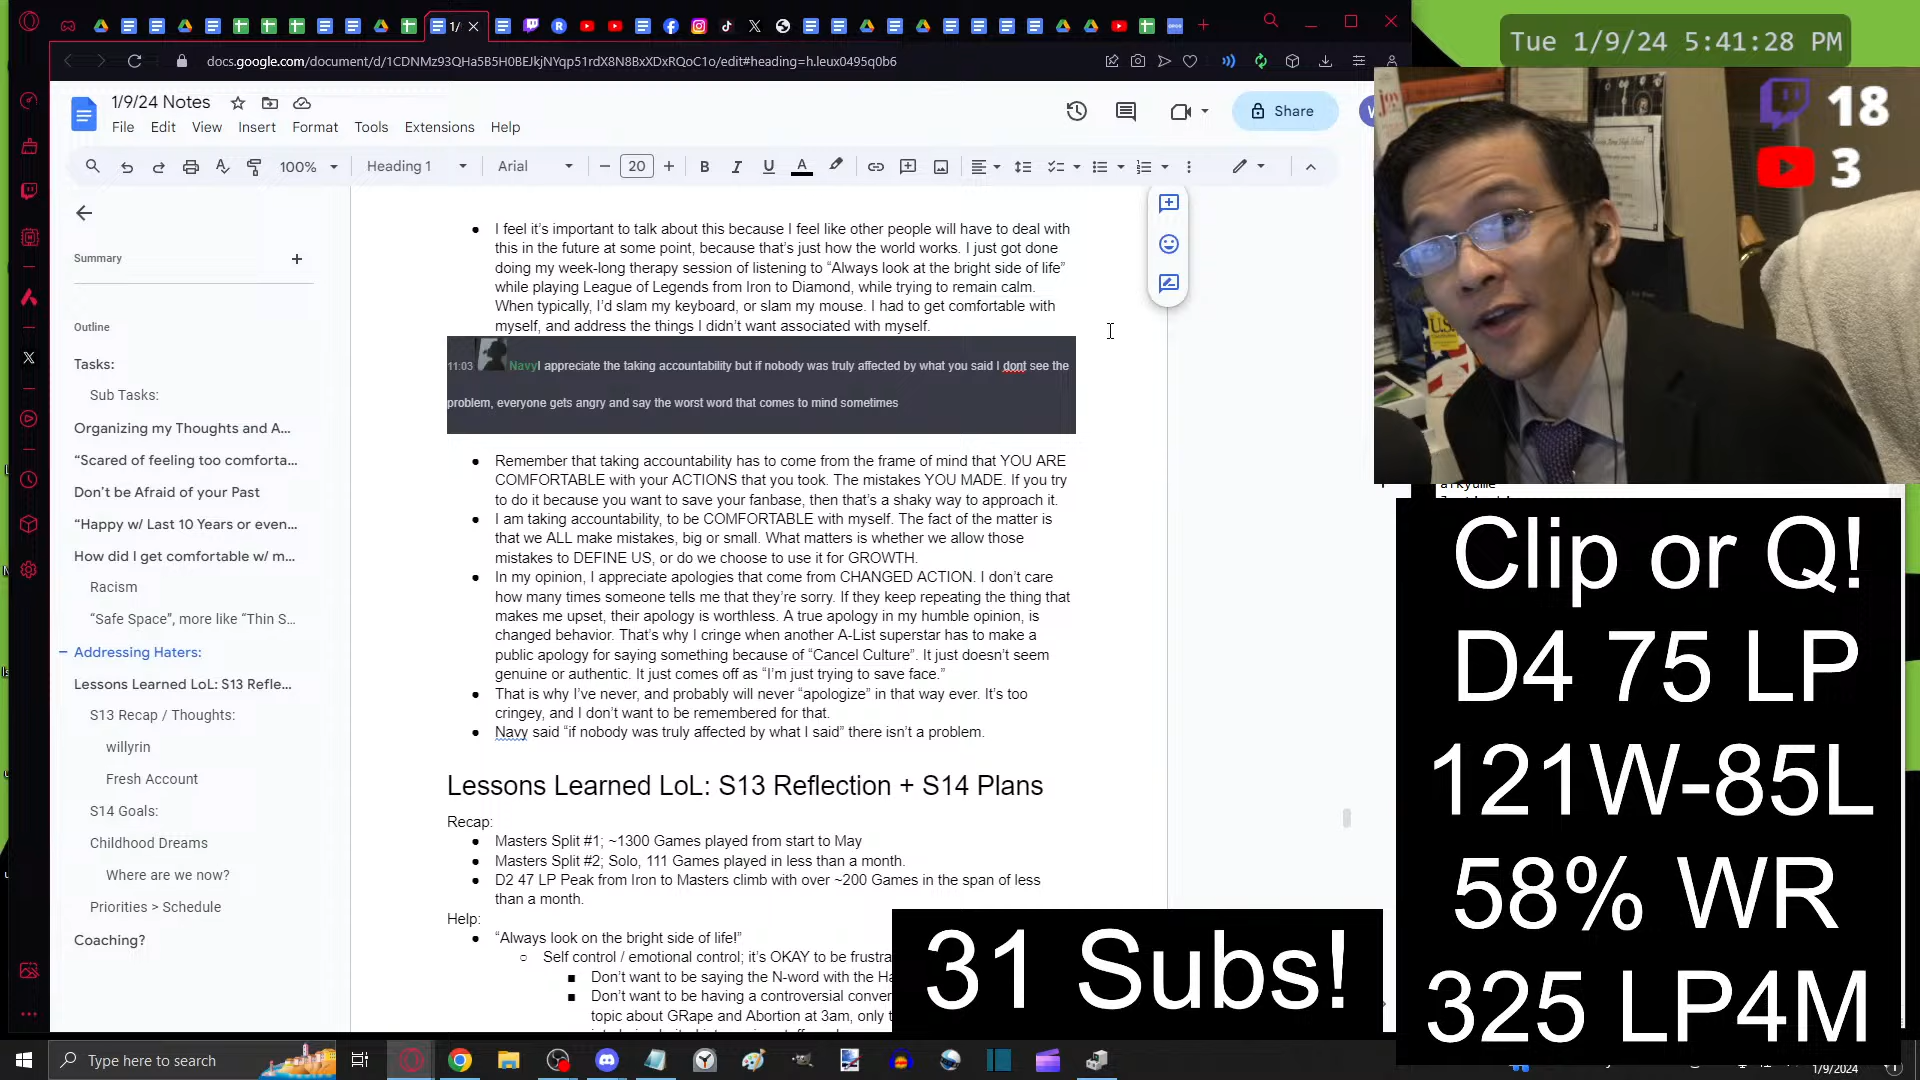 1/
Tue 1/9/24 5:41:28 PM
docs.google.com/document/d/1CDNMz93QHa5B5H0BEJkjNYqp51rdX8N8BxXDxRQoC1o/edit#heading=h.leux0495q0b6
18
3
1/9/24 Notes
File Edit View Insert Format Tools Extensions Help
Share
100% Heading 1 Arial 20
Summary
Outline
Tasks:
Sub Tasks:
Organizing my Thoughts and A...
“Scared of feeling too comforta...
Don’t be Afraid of your Past
“Happy w/ Last 10 Years or even...
How did I get comfortable w/ m...
Racism
“Safe Space”, more like “Thin S...
Addressing Haters:
Lessons Learned LoL: S13 Refle...
S13 Recap / Thoughts:
willyrin
Fresh Account
S14 Goals:
Childhood Dreams
Where are we now?
Priorities > Schedule
Coaching?
I feel it’s important to talk about this because I feel like other people will have to deal with
this in the future at some point, because that’s just how the world works. I just got done
doing my week-long therapy session of listening to “Always look at the bright side of life”
while playing League of Legends from Iron to Diamond, while trying to remain calm.
When typically, I’d slam my keyboard, or slam my mouse. I had to get comfortable with
myself, and address the things I didn’t want associated with myself.
11:03 NavyI appreciate the taking accountability but if nobody was truly affected by what you said I dont see the
problem, everyone gets angry and say the worst word that comes to mind sometimes
Remember that taking accountability has to come from the frame of mind that YOU ARE
COMFORTABLE with your ACTIONS that you took. The mistakes YOU MADE. If you try
to do it because you want to save your fanbase, then that’s a shaky way to approach it.
I am taking accountability, to be COMFORTABLE with myself. The fact of the matter is
that we ALL make mistakes, big or small. What matters is whether we allow those
mistakes to DEFINE US, or do we choose to use it for GROWTH.
In my opinion, I appreciate apologies that come from CHANGED ACTION. I don’t care
how many times someone tells me that they’re sorry. If they keep repeating the thing that
makes me upset, their apology is worthless. A true apology in my humble opinion, is
changed behavior. That’s why I cringe when another A-List superstar has to make a
public apology for saying something because of “Cancel Culture”. It just doesn’t seem
genuine or authentic. It just comes off as “I’m just trying to save face.”
That is why I’ve never, and probably will never “apologize” in that way ever. It’s too
cringey, and I don’t want to be remembered for that.
Navy said “if nobody was truly affected by what I said” there isn’t a problem.
Lessons Learned LoL: S13 Reflection + S14 Plans
Recap:
Masters Split #1; ~1300 Games played from start to May
Masters Split #2; Solo, 111 Games played in less than a month.
D2 47 LP Peak from Iron to Masters climb with over ~200 Games in the span of less
than a month.
Help:
“Always look on the bright side of life!”
Self control / emotional control; it’s OKAY to be frustra
Don’t want to be saying the N-word with the Ha
Don’t want to be having a controversial conver
topic about GRape and Abortion at 3am, only t
31 Subs!
Clip or Q!
D4 75 LP
121W-85L
58% WR
325 LP4M
Type here to search
1/9/2024